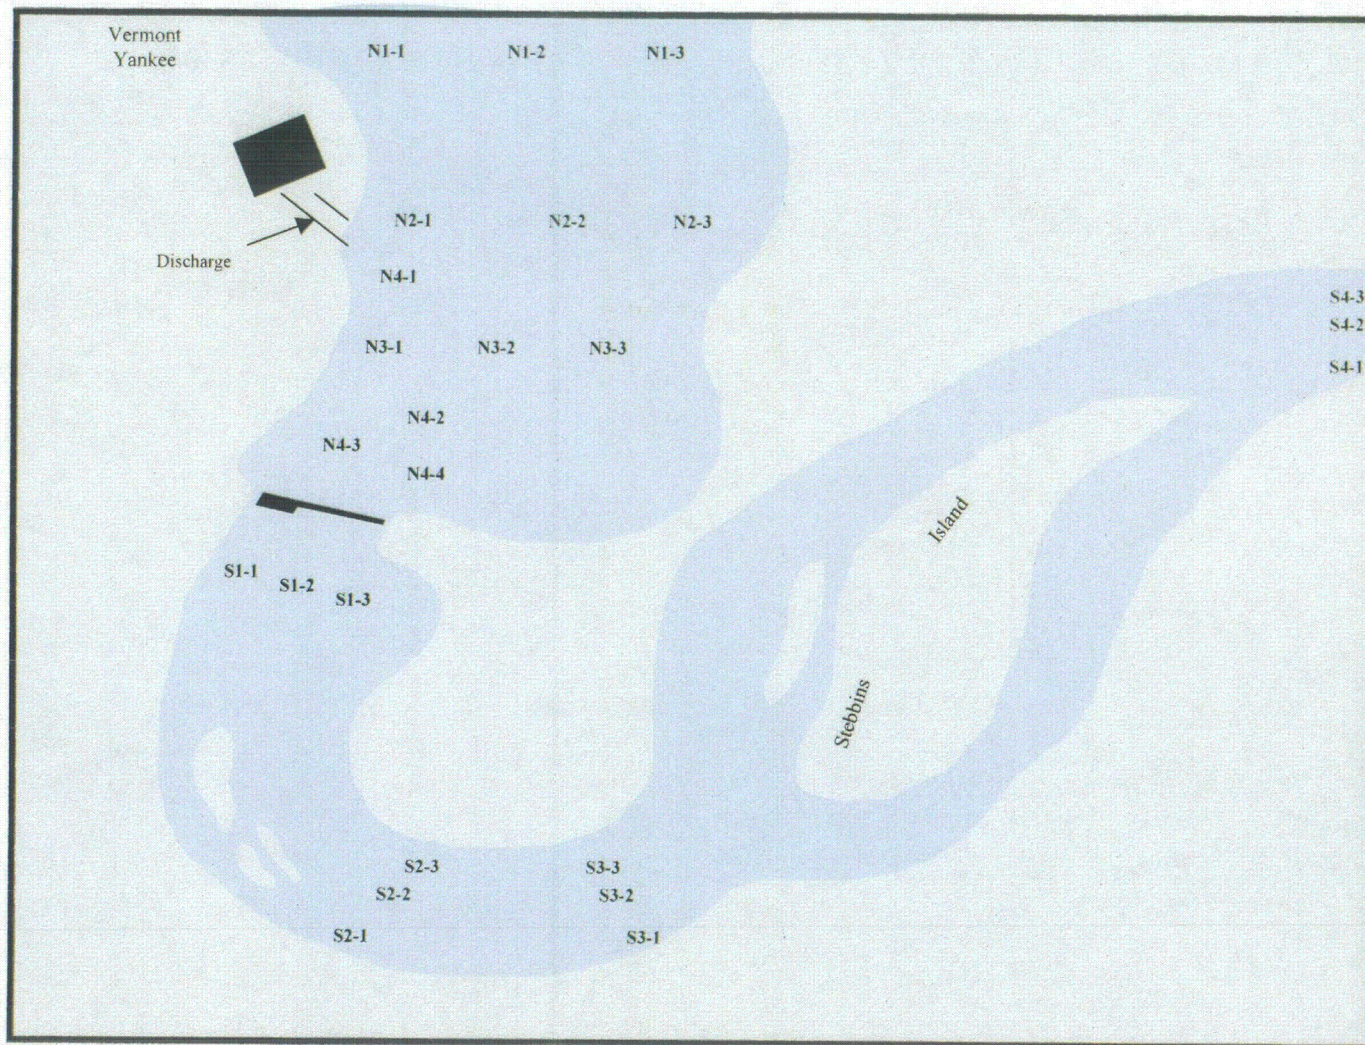 Vermont
Yankee
N1-1 N1-2 N1-3
N2-1 N2-2 N2-3
Discharge
N4-1
S4-3
S4-2
N3-1 N3-2 N3-3
S4-1
N4-2
N4-3
N4-4
Island
S1-1
S1-2
S1-3
Stebbins
S2-3 S3-3
S2-2 S3-2
S2-1 S3-1